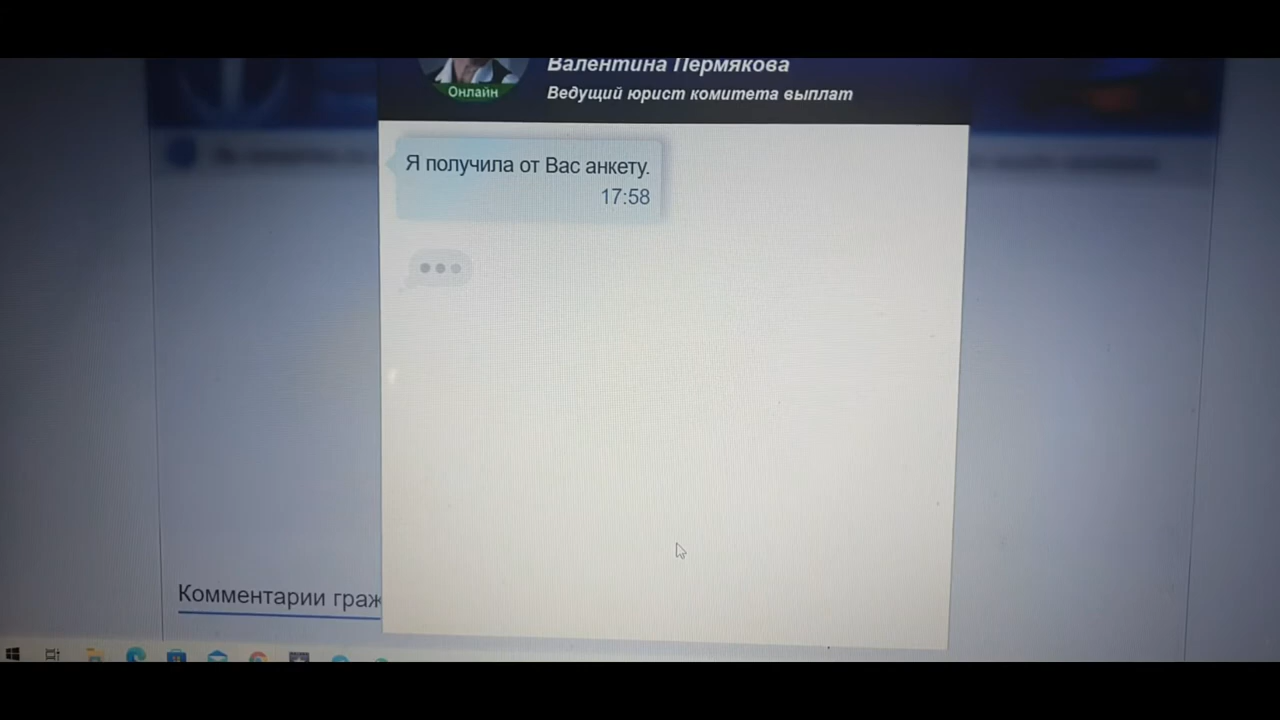 Валентина Пермякова
Онлайн
Ведущий юрист комитета выплат
Я получила от Вас анкету.
17:58
Комментарии граж